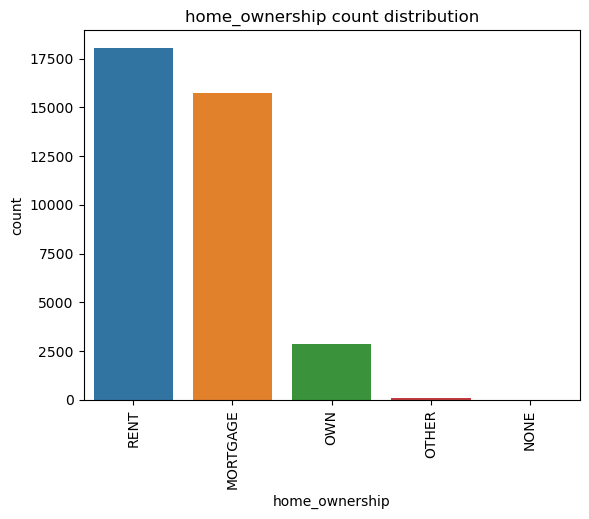 home_ownership count distribution
17500
15000
12500
10000
7500
5000
2500
0
count
RENT
MORTGAGE
OWN
OTHER
NONE
home_ownership